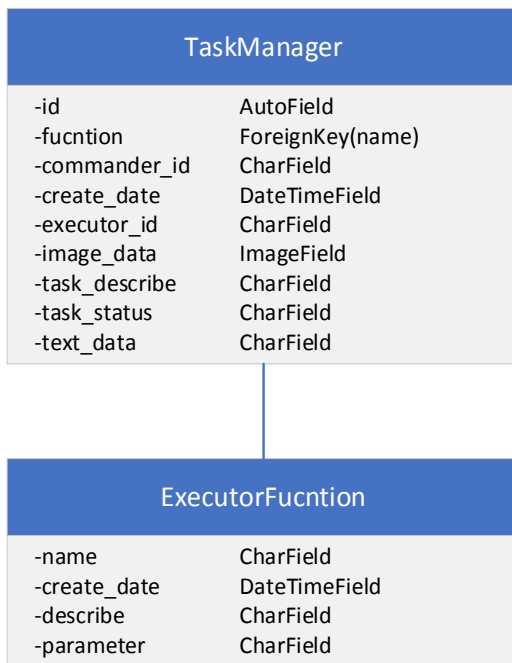 TaskManager
-id AutoField
-fucntion ForeignKey(name)
-commander_id CharField
-create_date DateTimeField
-executor_id CharField
-image_data ImageField
-task_describe CharField
-task_status CharField
-text_data CharField
ExecutorFucntion
-name CharField
-create_date DateTimeField
-describe CharField
-parameter CharField